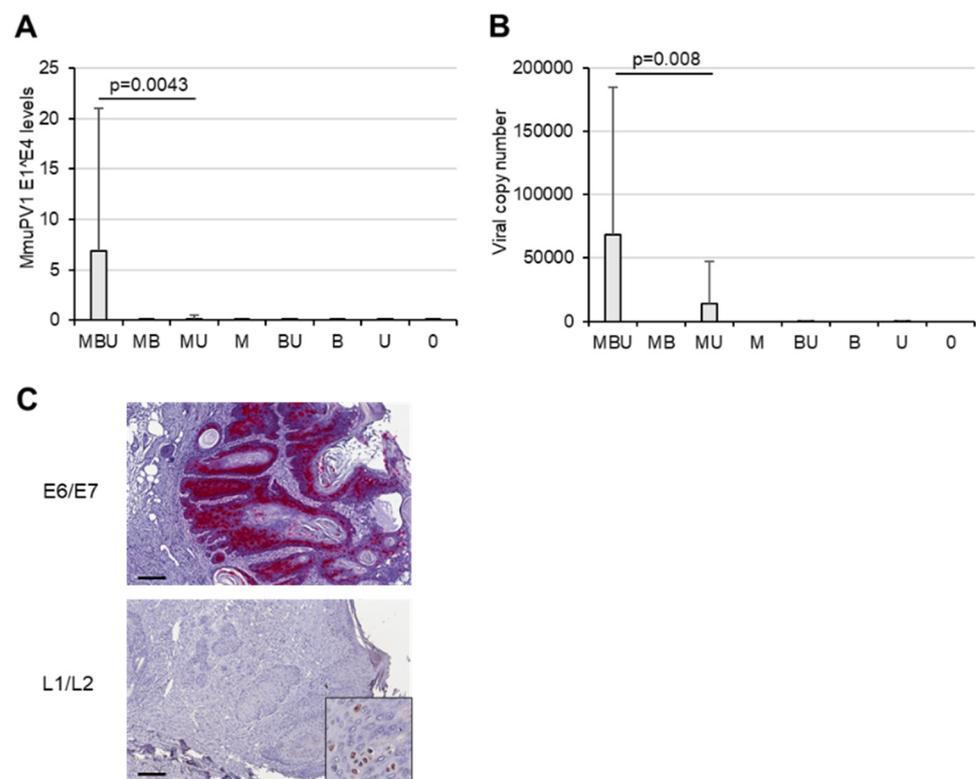 A
B
p=0.0043
p=0.008
MmuPV1 E1^E4 levels
25
20
15
10
5
0
MBU MB MU M BU B U 0
Viral copy number
200000
150000
100000
50000
0
MBU MB MU M BU B U 0
C
E6/E7
L1/L2